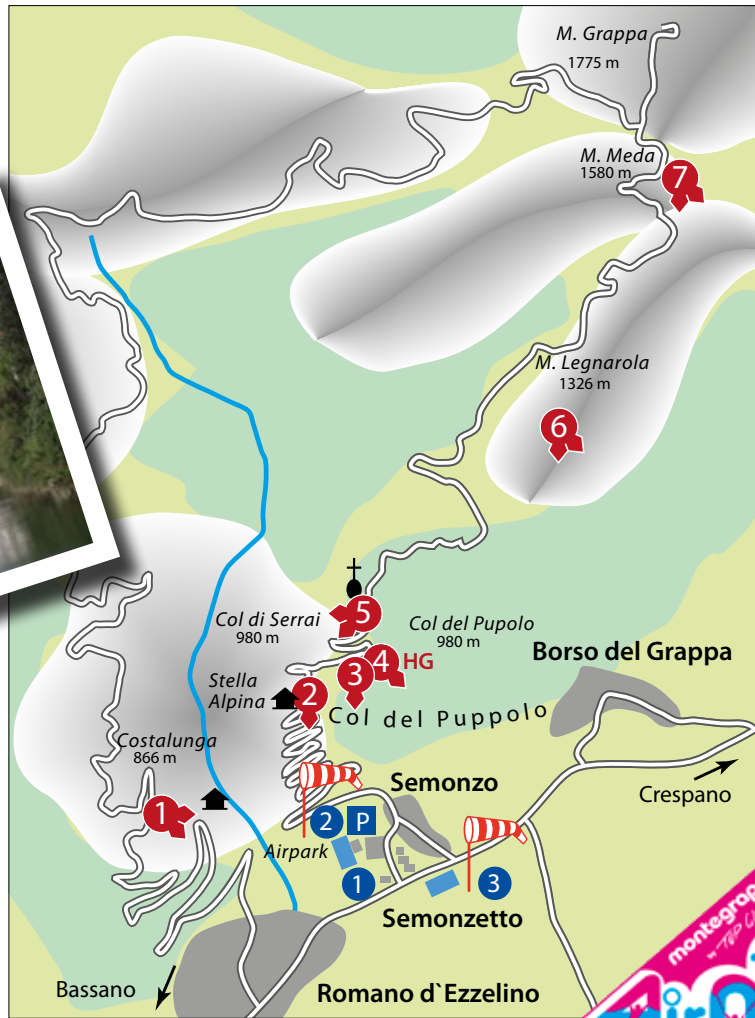 M. Grappa
1775 m
M. Meda
1580 m
7
M. Legnarola
1326 m
6
5
Col di Serrai
980 m
Col del Pupolo
980 m
4
HG
3
Borso del Grappa
Stella
Alpina
2
Col del Puppolo
Costalunga
866 m
1
Semonzo
Crespano
2
P
Airpark
1
3
Semonzetto
Bassano
Romano d`Ezzelino